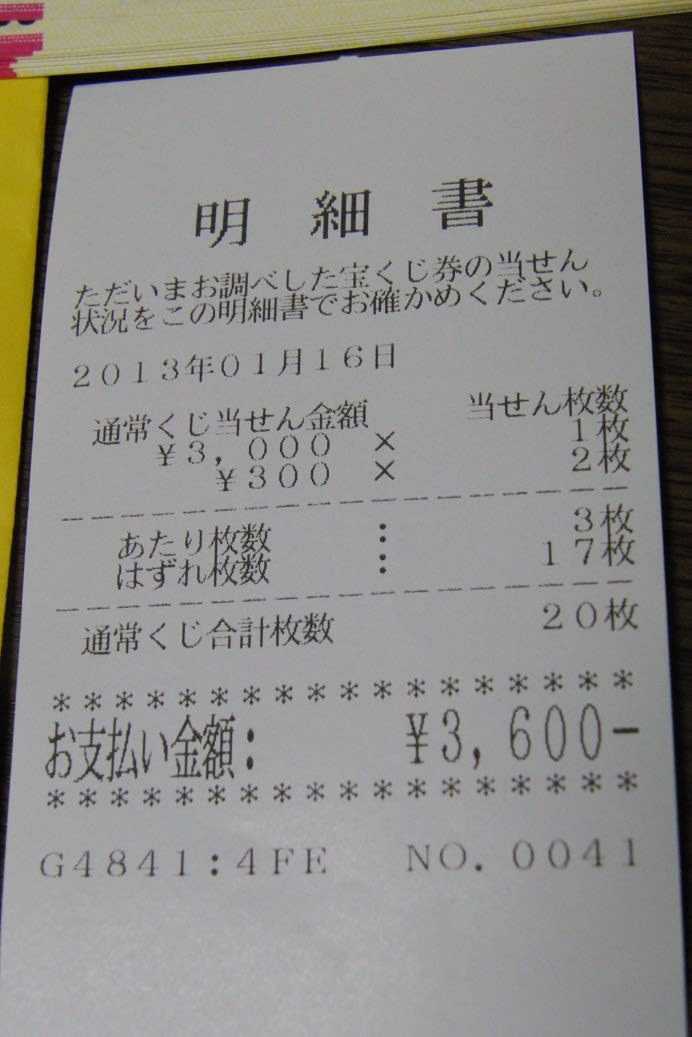 明細書
ただいまお調べした宝くじ券の当せん
状況をこの明細書でお確かめください。
2013年01月16日
通常くじ当せん金額 当せん枚数
¥3,000 × 1枚
¥300 × 2枚
あたり枚数 : 3枚
はずれ枚数 : 17枚
通常くじ合計枚数 20枚
******************
お支払い金額: ¥3,600-
******************
G4841:4FE NO.0041